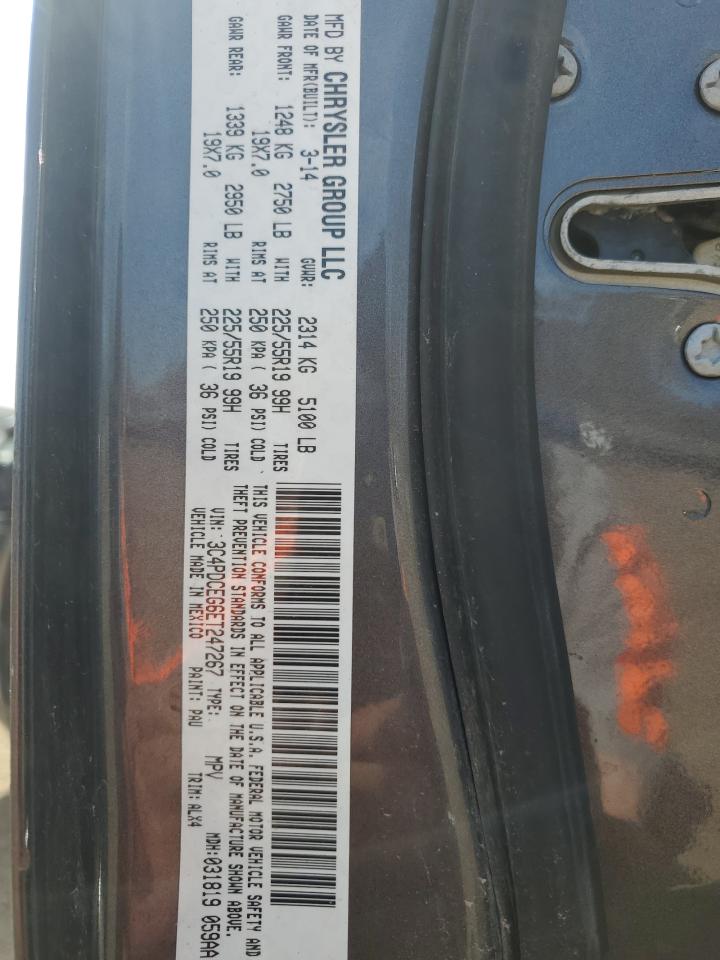 MFD BY CHRYSLER GROUP LLC
DATE OF MFR(BUILT): 3-14 GVWR: 2314 KG 5100 LB
GAWR FRONT: 1248 KG 2750 LB WITH 225/55R19 99H TIRES
19X7.0 RIMS AT 250 KPA ( 36 PSI) COLD
GAWR REAR: 1339 KG 2950 LB WITH 225/55R19 99H TIRES
19X7.0 RIMS AT 250 KPA ( 36 PSI) COLD
THIS VEHICLE CONFORMS TO ALL APPLICABLE U.S.A. FEDERAL MOTOR VEHICLE SAFETY AND
THEFT PREVENTION STANDARDS IN EFFECT ON THE DATE OF MANUFACTURE SHOWN ABOVE.
VIN: 3C4PDCEG6ET247267 TYPE: MPV MDH:031819 059AA
VEHICLE MADE IN MEXICO PAINT: PAU TRIM:ALX4